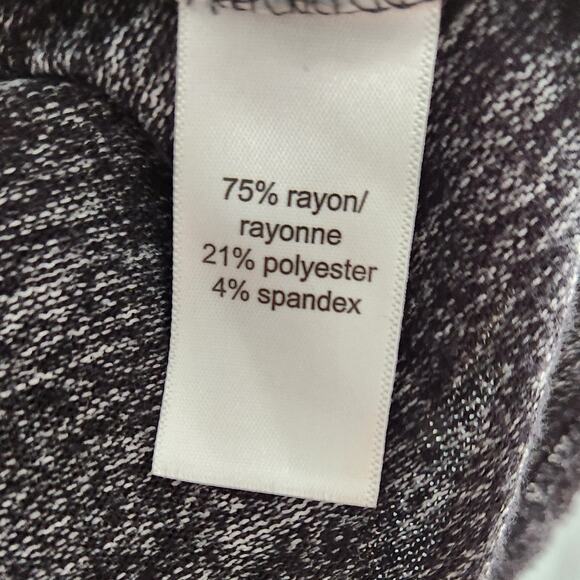 75% rayon/
rayonne
21% polyester
4% spandex